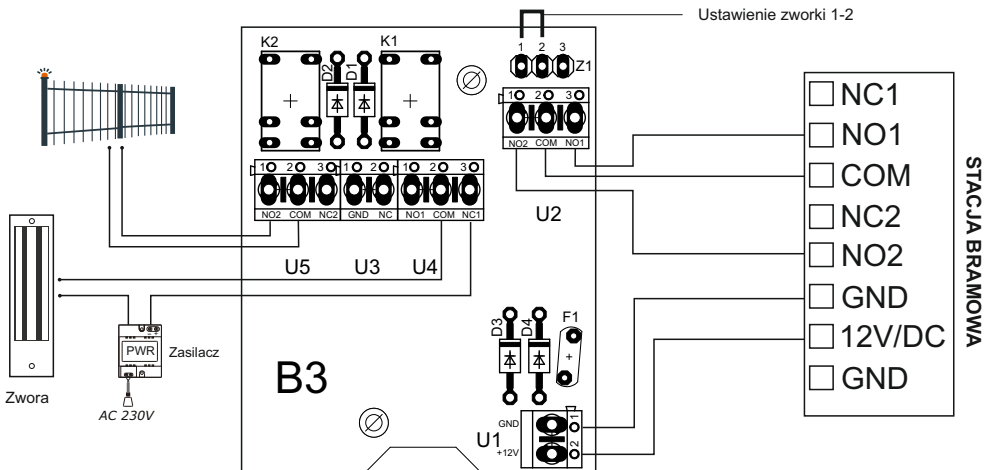 Ustawienie zworki 1-2
K2
K1
D2
D1
1 2 3
Z1
1 2 3
NO2 COM NO1
U2
1 2 3 1 2 1 2 3
NO2 COM NC2 GND NC NO1 COM NC1
U5 U3 U4
D3
D4
F1
B3
U1
GND
+12V
1
2
PWR
Zasilacz
AC 230V
Zwora
NC1
NO1
COM
NC2
NO2
GND
12V/DC
GND
STACJA BRAMOWA